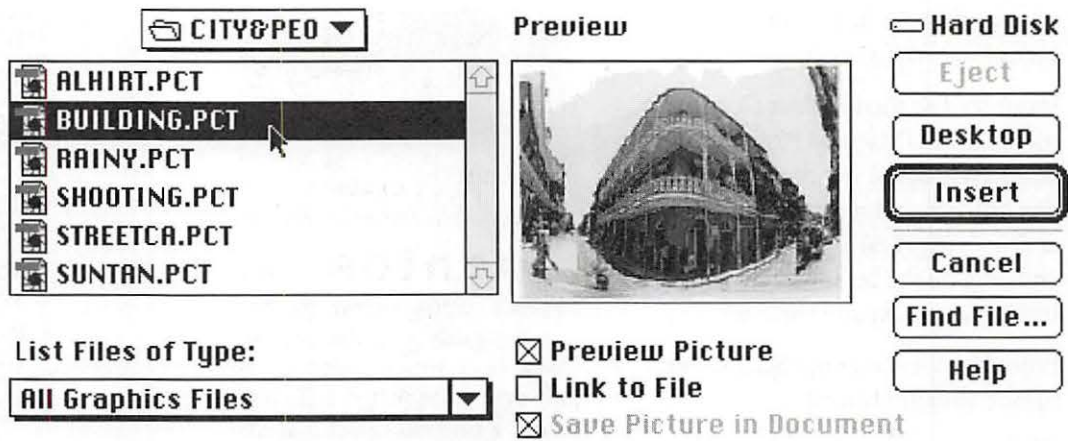 CITY&PEO
ALHIRT.PCT
BUILDING.PCT
RAINY.PCT
SHOOTING.PCT
STREETCA.PCT
SUNTAN.PCT
List Files of Type:
All Graphics Files
Preview
Preview Picture
Link to File
Save Picture in Document
Hard Disk
Eject
Desktop
Insert
Cancel
Find File...
Help